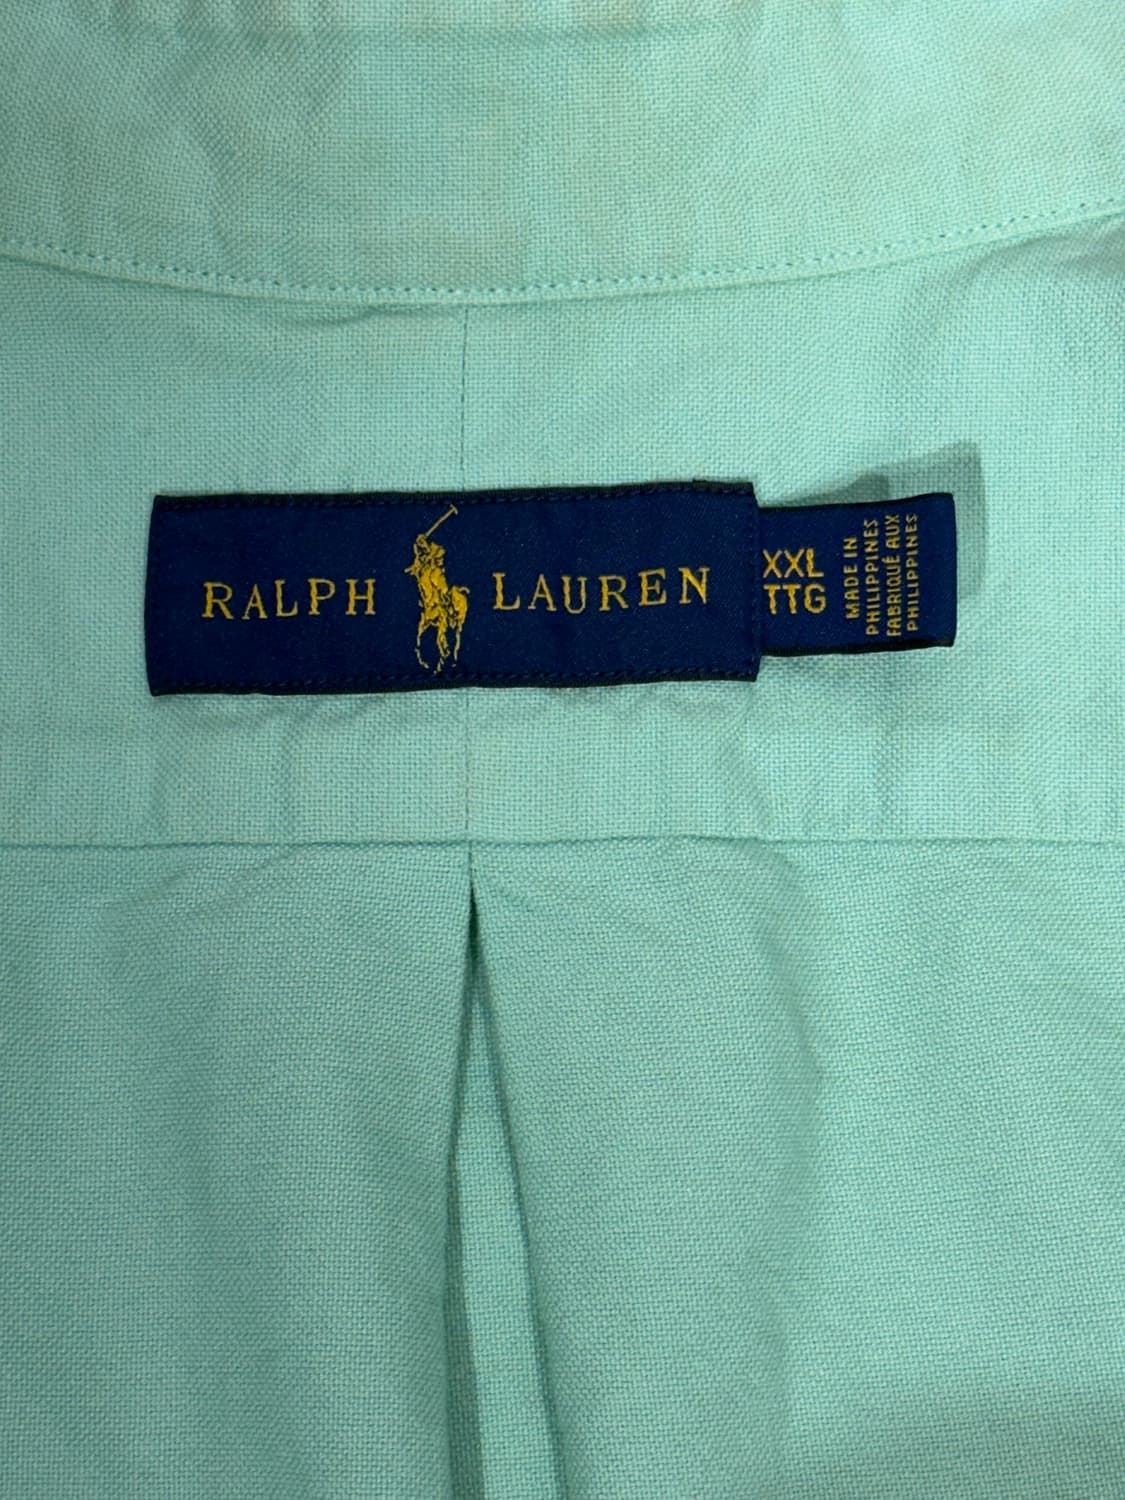 RALPH LAUREN
XXL
TTG
MADE IN
PHILIPPINES
FABRIQUÉ AUX
PHILIPPINES